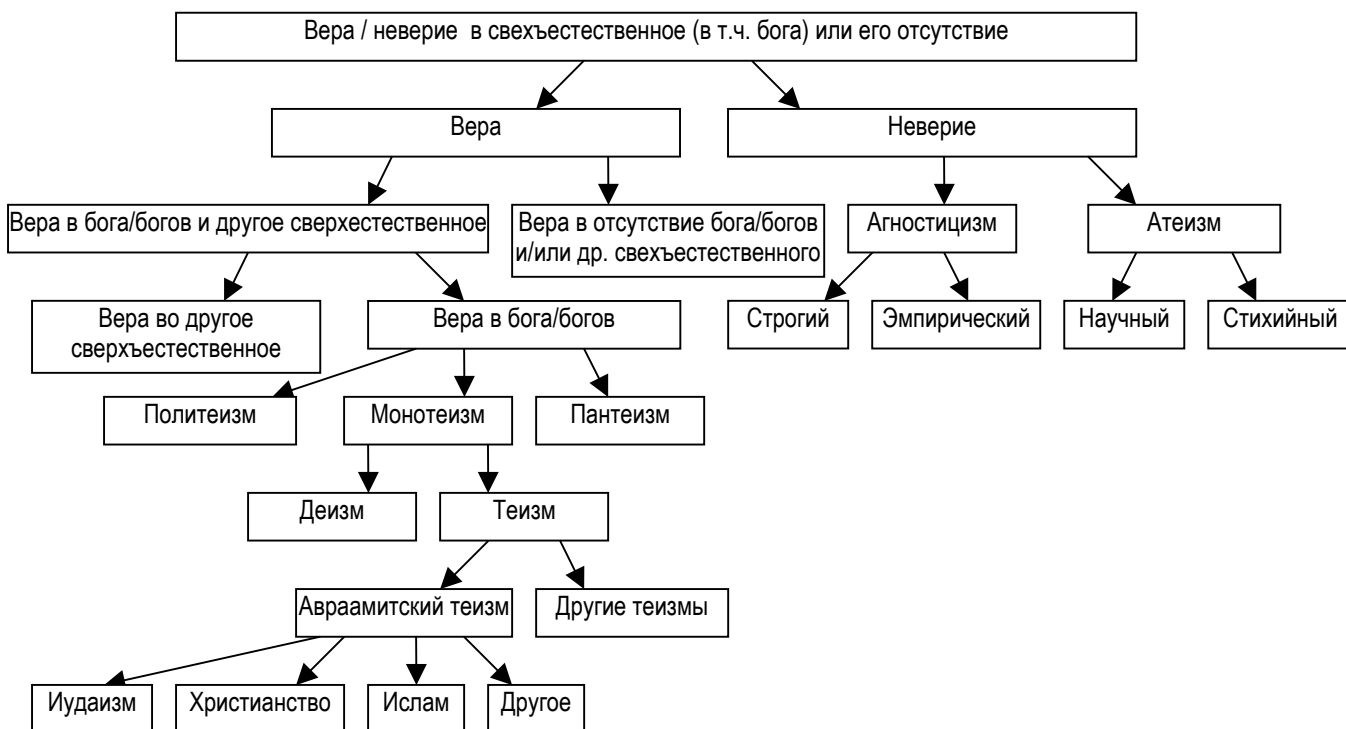 Вера / неверие в свехъестественное (в т.ч. бога) или его отсутствие
Вера
Неверие
Вера в бога/богов и другое сверхестественное
Вера в отсутствие бога/богов
и/или др. свехъестественного
Агностицизм
Атеизм
Вера во другое
сверхъестественное
Вера в бога/богов
Строгий
Эмпирический
Научный
Стихийный
Политеизм
Монотеизм
Пантеизм
Деизм
Теизм
Авраамитский теизм
Другие теизмы
Иудаизм
Христианство
Ислам
Другое